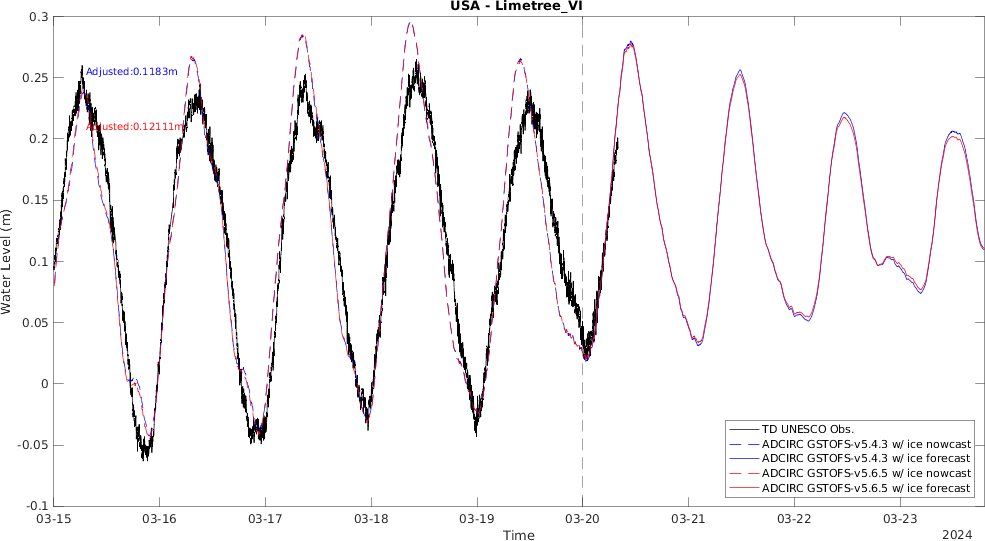 USA - Limetree_VI
0.3
0.25
0.2
0.15
0.1
0.05
0
-0.05
-0.1
Water Level (m)
Adjusted:0.1183m
Adjusted:0.12111m
TD UNESCO Obs.
ADCIRC GSTOFS-v5.4.3 w/ ice nowcast
ADCIRC GSTOFS-v5.4.3 w/ ice forecast
ADCIRC GSTOFS-v5.6.5 w/ ice nowcast
ADCIRC GSTOFS-v5.6.5 w/ ice forecast
03-15 03-16 03-17 03-18 03-19 03-20 03-21 03-22 03-23
Time
2024